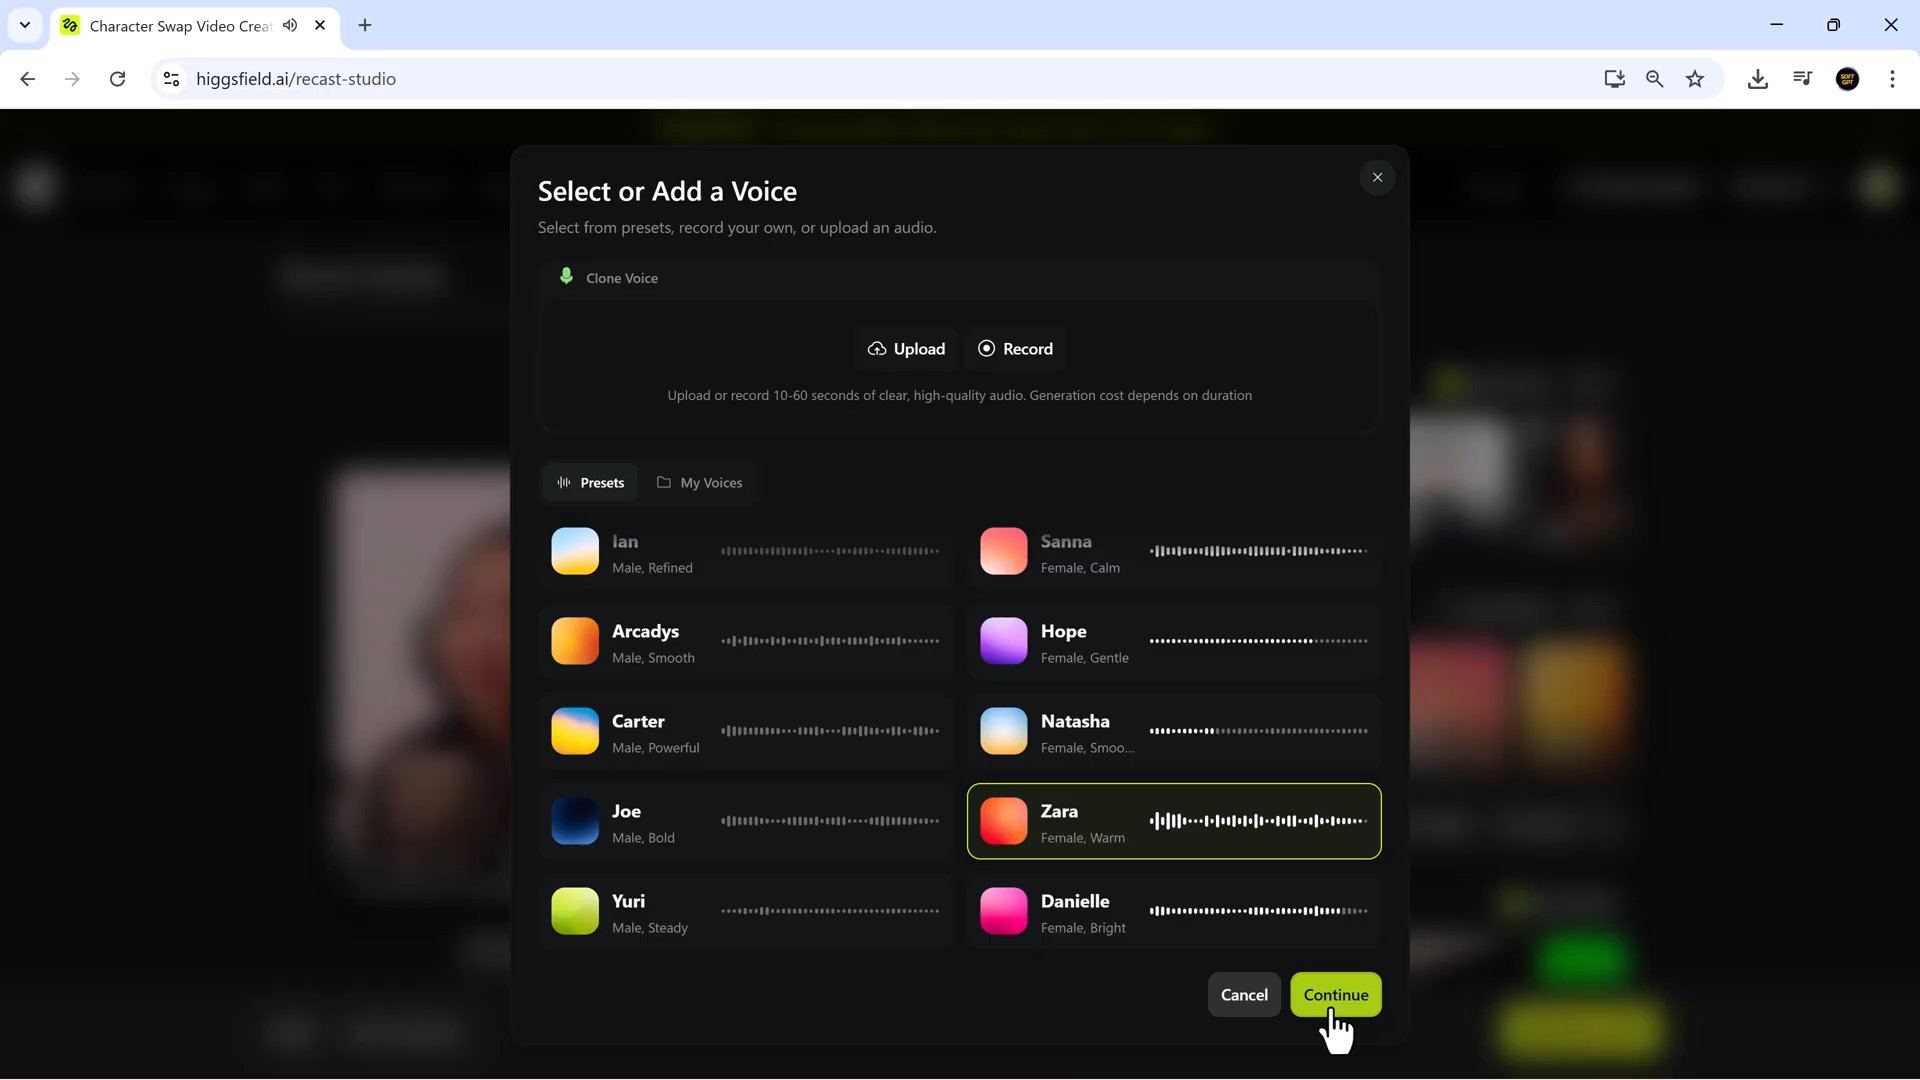 Character Swap Video Crea
higgsfield.ai/recast-studio
SOFT
GPT
Select or Add a Voice
Select from presets, record your own, or upload an audio.
Clone Voice
Upload
Record
Upload or record 10-60 seconds of clear, high-quality audio. Generation cost depends on duration
Presets
My Voices
Ian
Male, Refined
Sanna
Female, Calm
Arcadys
Male, Smooth
Hope
Female, Gentle
Carter
Male, Powerful
Natasha
Female, Smoo...
Joe
Male, Bold
Zara
Female, Warm
Yuri
Male, Steady
Danielle
Female, Bright
Cancel
Continue